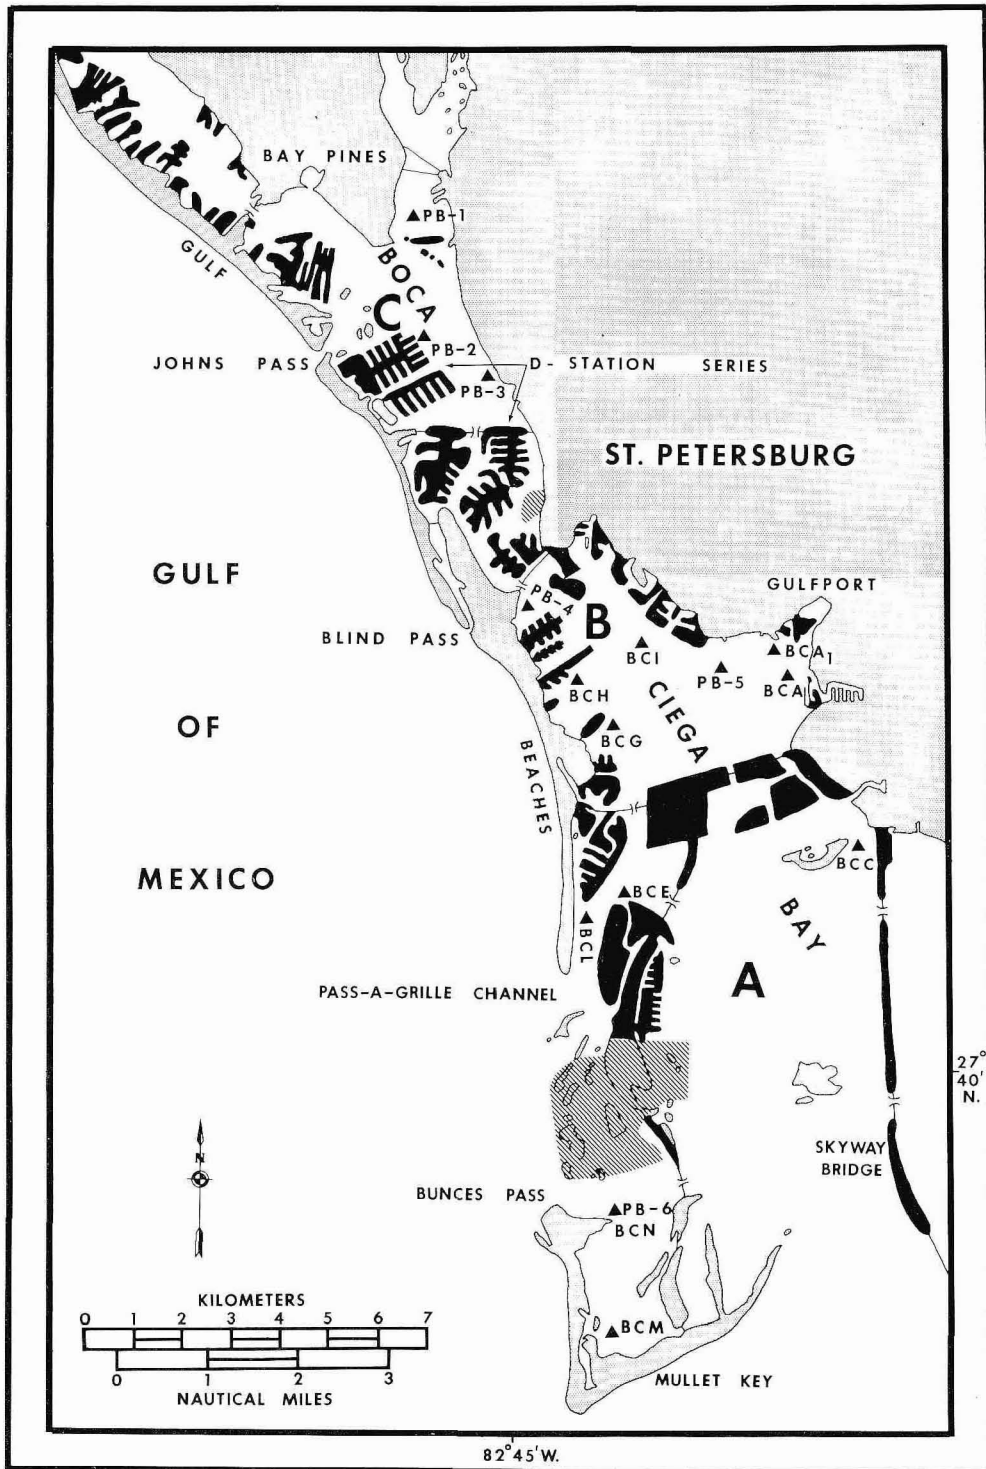 BAY PINES
PB-1
GULF
BOCA
C
PB-2
JOHNS PASS
D- STATION SERIES
PB-3
ST. PETERSBURG
GULF
GULFPORT
PB-4
B
BLIND PASS
BCI
BCA1
PB-5
BCA
BCH
CIEGA
OF
BCG
BEACHES
MEXICO
BCC
BCE
BAY
BCL
A
PASS-A-GRILLE CHANNEL
27°
40'
N.
SKYWAY
BRIDGE
N
BUNCES PASS
PB-6
BCN
KILOMETERS
0 1 2 3 4 5 6 7
BCM
0 1 2 3
NAUTICAL MILES
MULLET KEY
82°45'W.